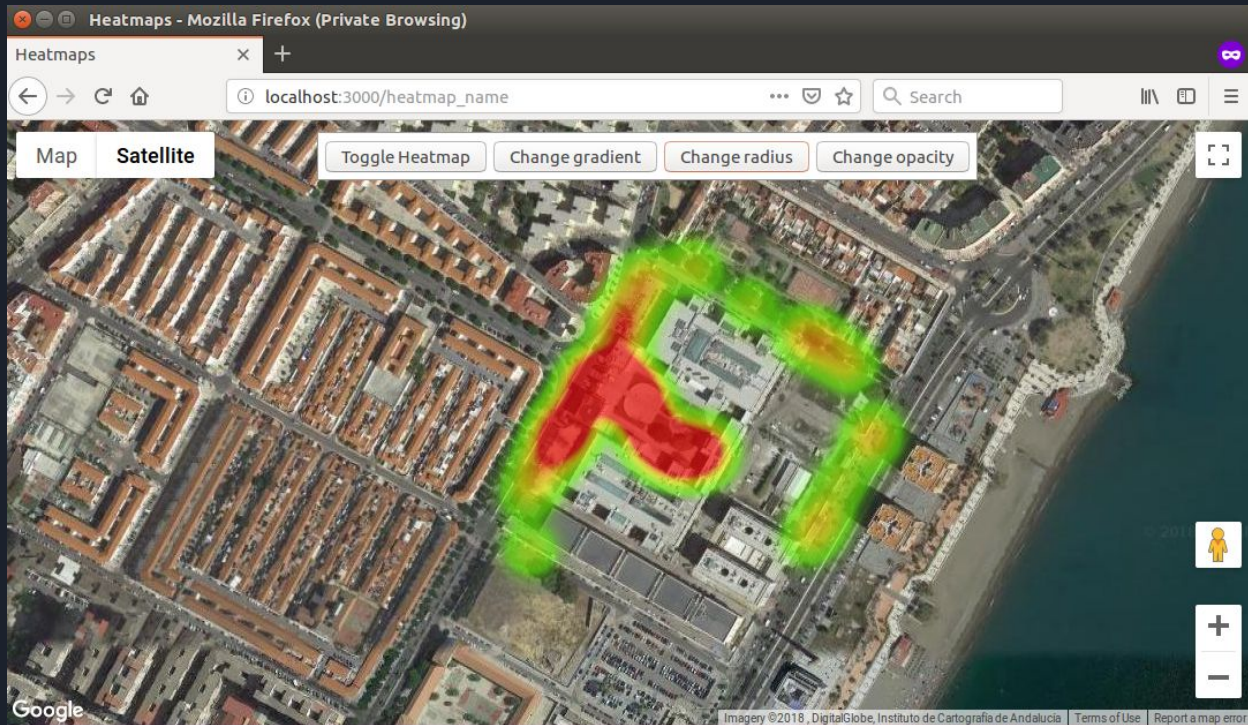 Heatmaps - Mozilla Firefox (Private Browsing)
Heatmaps
localhost:3000/heatmap_name
Search
Map
Satellite
Toggle Heatmap
Change gradient
Change radius
Change opacity
Google
Imagery ©2018 , DigitalGlobe, Instituto de Cartografía de Andalucía
Terms of Use
Report a map error